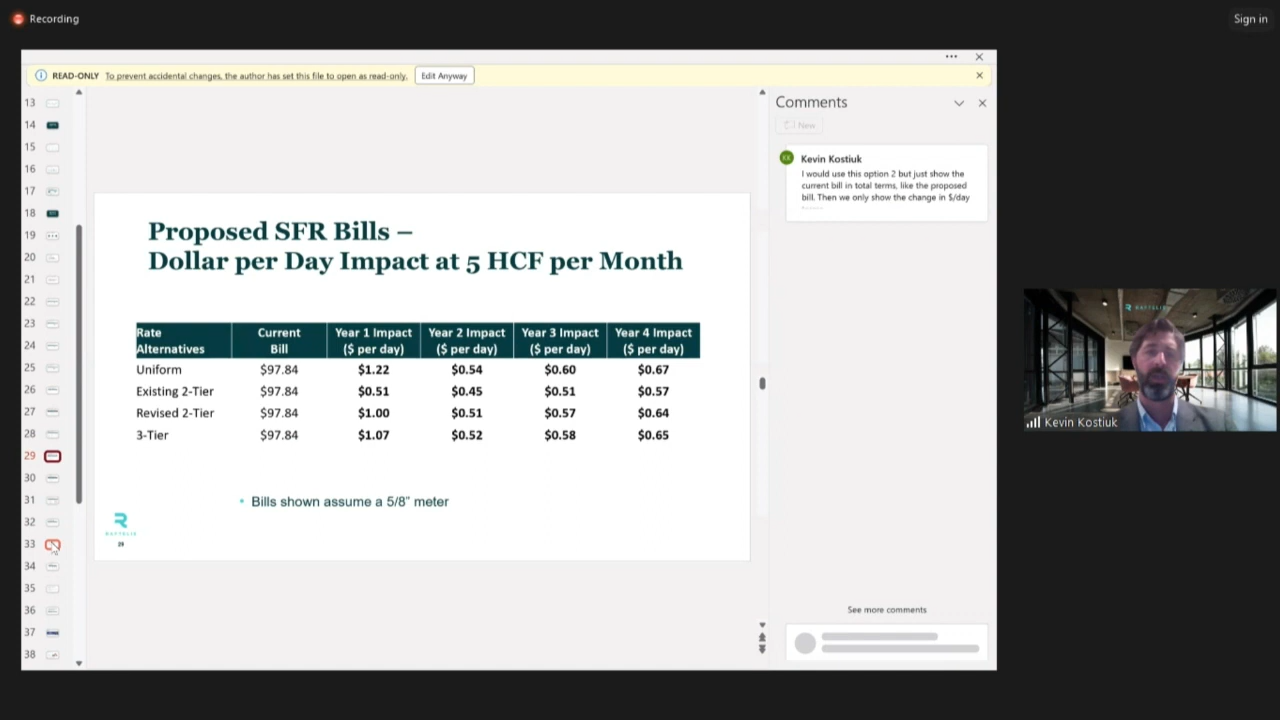 Recording
Sign in
READ-ONLY To prevent accidental changes, the author has set this file to open as read-only. Edit Anyway
13
14
15
16
17
18
19
20
21
22
23
24
25
26
27
28
29
30
31
32
33
34
35
36
37
38
Proposed SFR Bills –
Dollar per Day Impact at 5 HCF per Month
Rate Alternatives Current Bill Year 1 Impact ($ per day) Year 2 Impact ($ per day) Year 3 Impact ($ per day) Year 4 Impact ($ per day)
Uniform $97.84 $1.22 $0.54 $0.60 $0.67
Existing 2-Tier $97.84 $0.51 $0.45 $0.51 $0.57
Revised 2-Tier $97.84 $1.00 $0.51 $0.57 $0.64
3-Tier $97.84 $1.07 $0.52 $0.58 $0.65
• Bills shown assume a 5/8" meter
RAFTELIS
29
Comments
New
KK Kevin Kostiuk
I would use this option 2 but just show the
current bill in total terms, like the proposed
bill. Then we only show the change in $/day
See more comments
RAFTELIS
Kevin Kostiuk